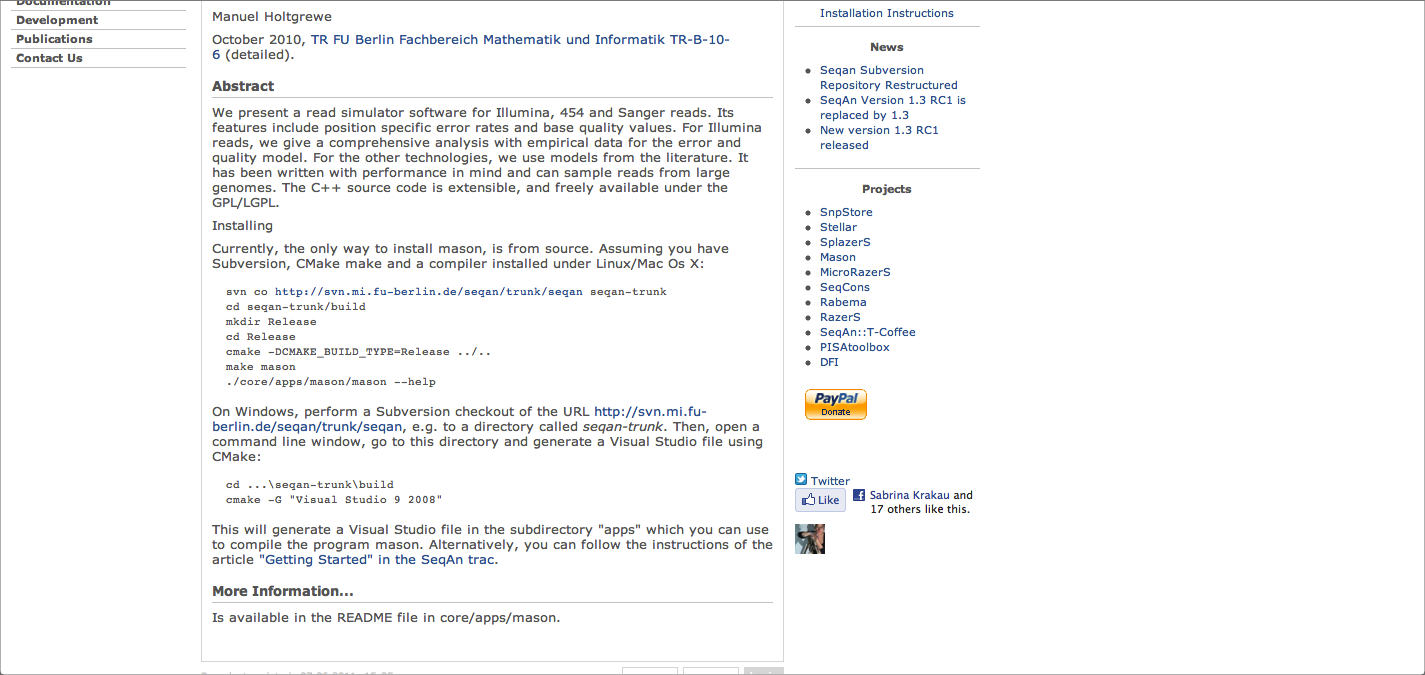 Documentation
Development
Publications
Contact Us
Manuel Holtgrewe
October 2010, TR FU Berlin Fachbereich Mathematik und Informatik TR-B-10-
6 (detailed).
Abstract
We present a read simulator software for Illumina, 454 and Sanger reads. Its
features include position specific error rates and base quality values. For Illumina
reads, we give a comprehensive analysis with empirical data for the error and
quality model. For the other technologies, we use models from the literature. It
has been written with performance in mind and can sample reads from large
genomes. The C++ source code is extensible, and freely available under the
GPL/LGPL.
Installing
Currently, the only way to install mason, is from source. Assuming you have
Subversion, CMake make and a compiler installed under Linux/Mac Os X:
svn co http://svn.mi.fu-berlin.de/seqan/trunk/seqan seqan-trunk
cd seqan-trunk/build
mkdir Release
cd Release
cmake -DCMAKE_BUILD_TYPE=Release ../..
make mason
./core/apps/mason/mason --help
On Windows, perform a Subversion checkout of the URL http://svn.mi.fu-
berlin.de/seqan/trunk/seqan, e.g. to a directory called seqan-trunk. Then, open a
command line window, go to this directory and generate a Visual Studio file using
CMake:
cd ...\seqan-trunk\build
cmake -G "Visual Studio 9 2008"
This will generate a Visual Studio file in the subdirectory "apps" which you can use
to compile the program mason. Alternatively, you can follow the instructions of the
article "Getting Started" in the SeqAn trac.
More Information...
Is available in the README file in core/apps/mason.
Installation Instructions
News
Seqan Subversion
Repository Restructured
SeqAn Version 1.3 RC1 is
replaced by 1.3
New version 1.3 RC1
released
Projects
SnpStore
Stellar
SplazerS
Mason
MicroRazerS
SeqCons
Rabema
RazerS
SeqAn::T-Coffee
PISAtoolbox
DFI
PayPal
Donate
Twitter
Like
Sabrina Krakau and
17 others like this.